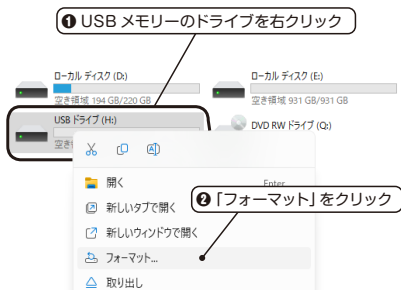 ❶ USB メモリーのドライブを右クリック
ローカル ディスク (D:)
空き領域 194 GB/220 GB
ローカル ディスク (E:)
空き領域 931 GB/931 GB
USB ドライブ (H:)
空き
DVD RW ドライブ (Q:)
開く Enter
❷「フォーマット」をクリック
新しいタブで開く
新しいウィンドウで開く
フォーマット...
取り出し